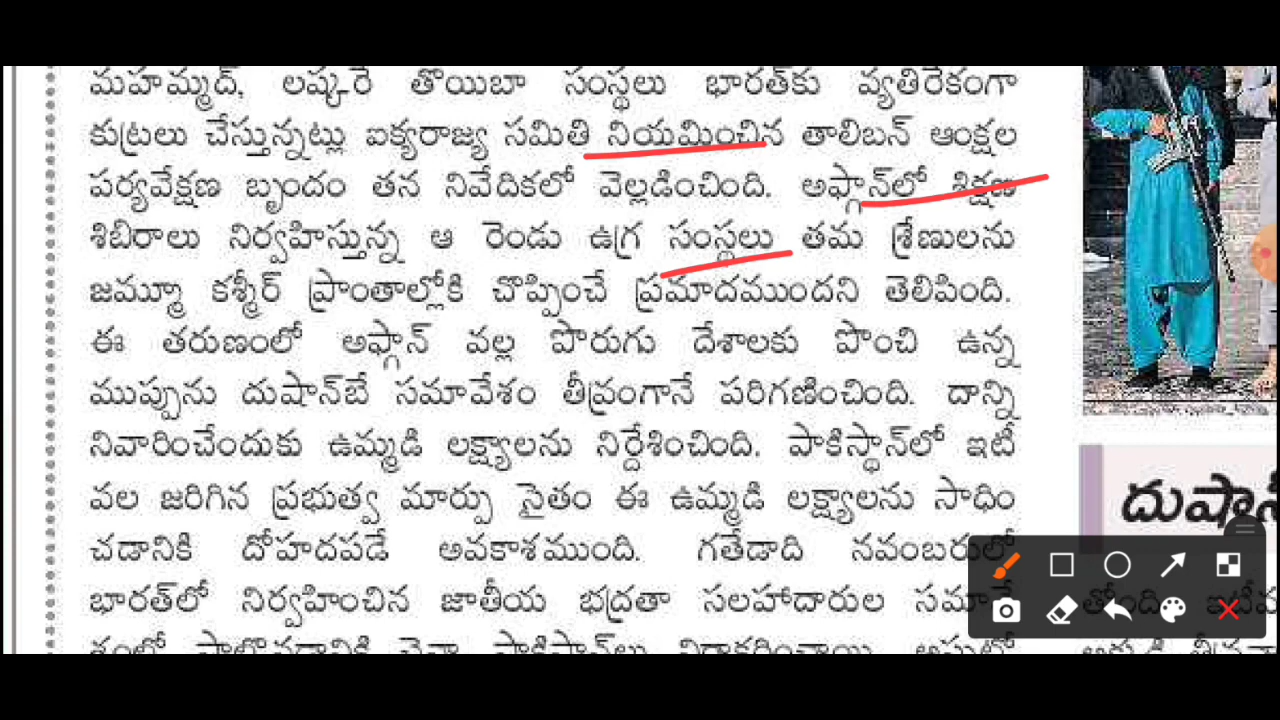 మహమ్మద్, లష్కరే తొయిబా సంస్థలు భారత్‌కు వ్యతిరేకంగా
కుట్రలు చేస్తున్నట్లు ఐక్యరాజ్య సమితి నియమించిన తాలిబన్ ఆంక్షల
పర్యవేక్షణ బృందం తన నివేదికలో వెల్లడించింది. అఫ్గాన్‌లో శిక్షణ
శిబిరాలు నిర్వహిస్తున్న ఆ రెండు ఉగ్ర సంస్థలు తమ శ్రేణులను
జమ్మూ కశ్మీర్ ప్రాంతాల్లోకి చొప్పించే ప్రమాదముందని తెలిపింది.
ఈ తరుణంలో అఫ్గాన్ వల్ల పొరుగు దేశాలకు పొంచి ఉన్న
ముప్పును దుషాన్‌బే సమావేశం తీవ్రంగానే పరిగణించింది. దాన్ని
నివారించేందుకు ఉమ్మడి లక్ష్యాలను నిర్దేశించింది. పాకిస్థాన్‌లో ఇటీ
వల జరిగిన ప్రభుత్వ మార్పు సైతం ఈ ఉమ్మడి లక్ష్యాలను సాధిం
చడానికి దోహదపడే అవకాశముంది. గతేడాది నవంబరులో
భారత్‌లో నిర్వహించిన జాతీయ భద్రతా సలహాదారుల సమావే